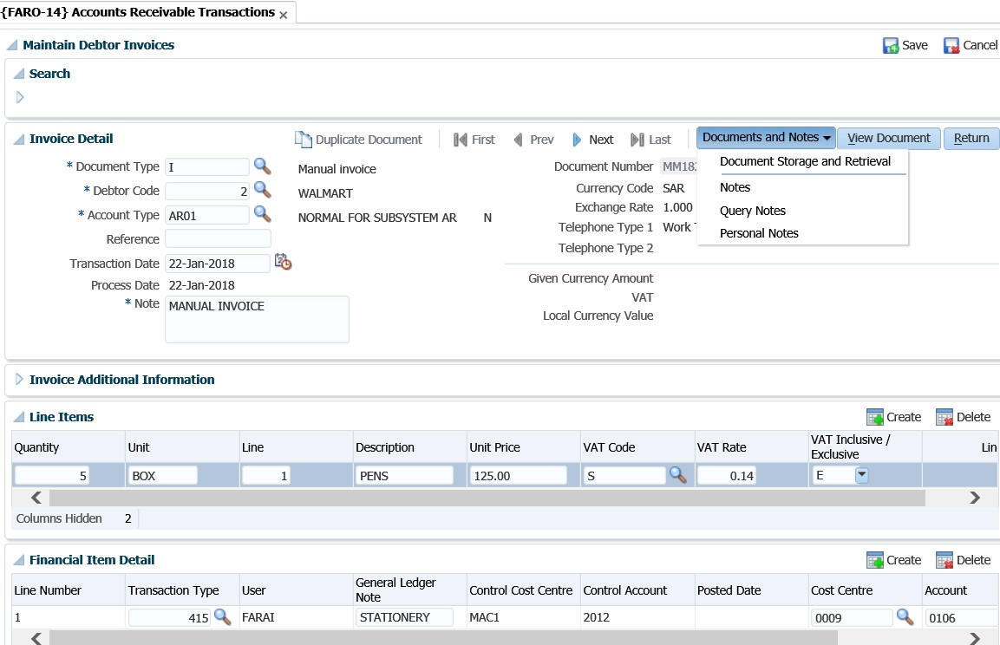 {FARO-14} Accounts Receivable Transactions
Maintain Debtor Invoices
Save Cancel
Search
Invoice Detail
Duplicate Document First Prev Next Last Documents and Notes View Document Return
* Document Type I Manual invoice
* Debtor Code 2 WALMART
* Account Type AR01 NORMAL FOR SUBSYSTEM AR N
Reference
Transaction Date 22-Jan-2018
Process Date 22-Jan-2018
* Note MANUAL INVOICE
Document Number
Currency Code SAR
Exchange Rate 1.000
Telephone Type 1 Work
Telephone Type 2
Given Currency Amount
VAT
Local Currency Value
Document Storage and Retrieval
Notes
Query Notes
Personal Notes
Invoice Additional Information
Line Items
Create Delete
Quantity Unit Line Description Unit Price VAT Code VAT Rate VAT Inclusive / Exclusive Lin
5 BOX 1 PENS 125.00 S 0.14 E
Columns Hidden 2
Financial Item Detail
Create Delete
Line Number Transaction Type User General Ledger Note Control Cost Centre Control Account Posted Date Cost Centre Account
1 415 FARAI STATIONERY MAC1 2012 0009 0106